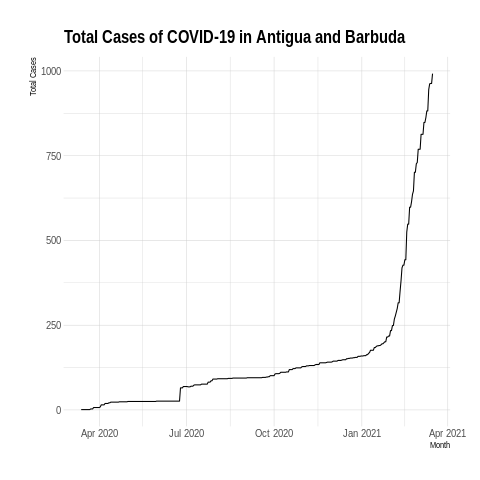 Total Cases of COVID-19 in Antigua and Barbuda
Total Cases
1000
750
500
250
0
Apr 2020 Jul 2020 Oct 2020 Jan 2021 Apr 2021
Month